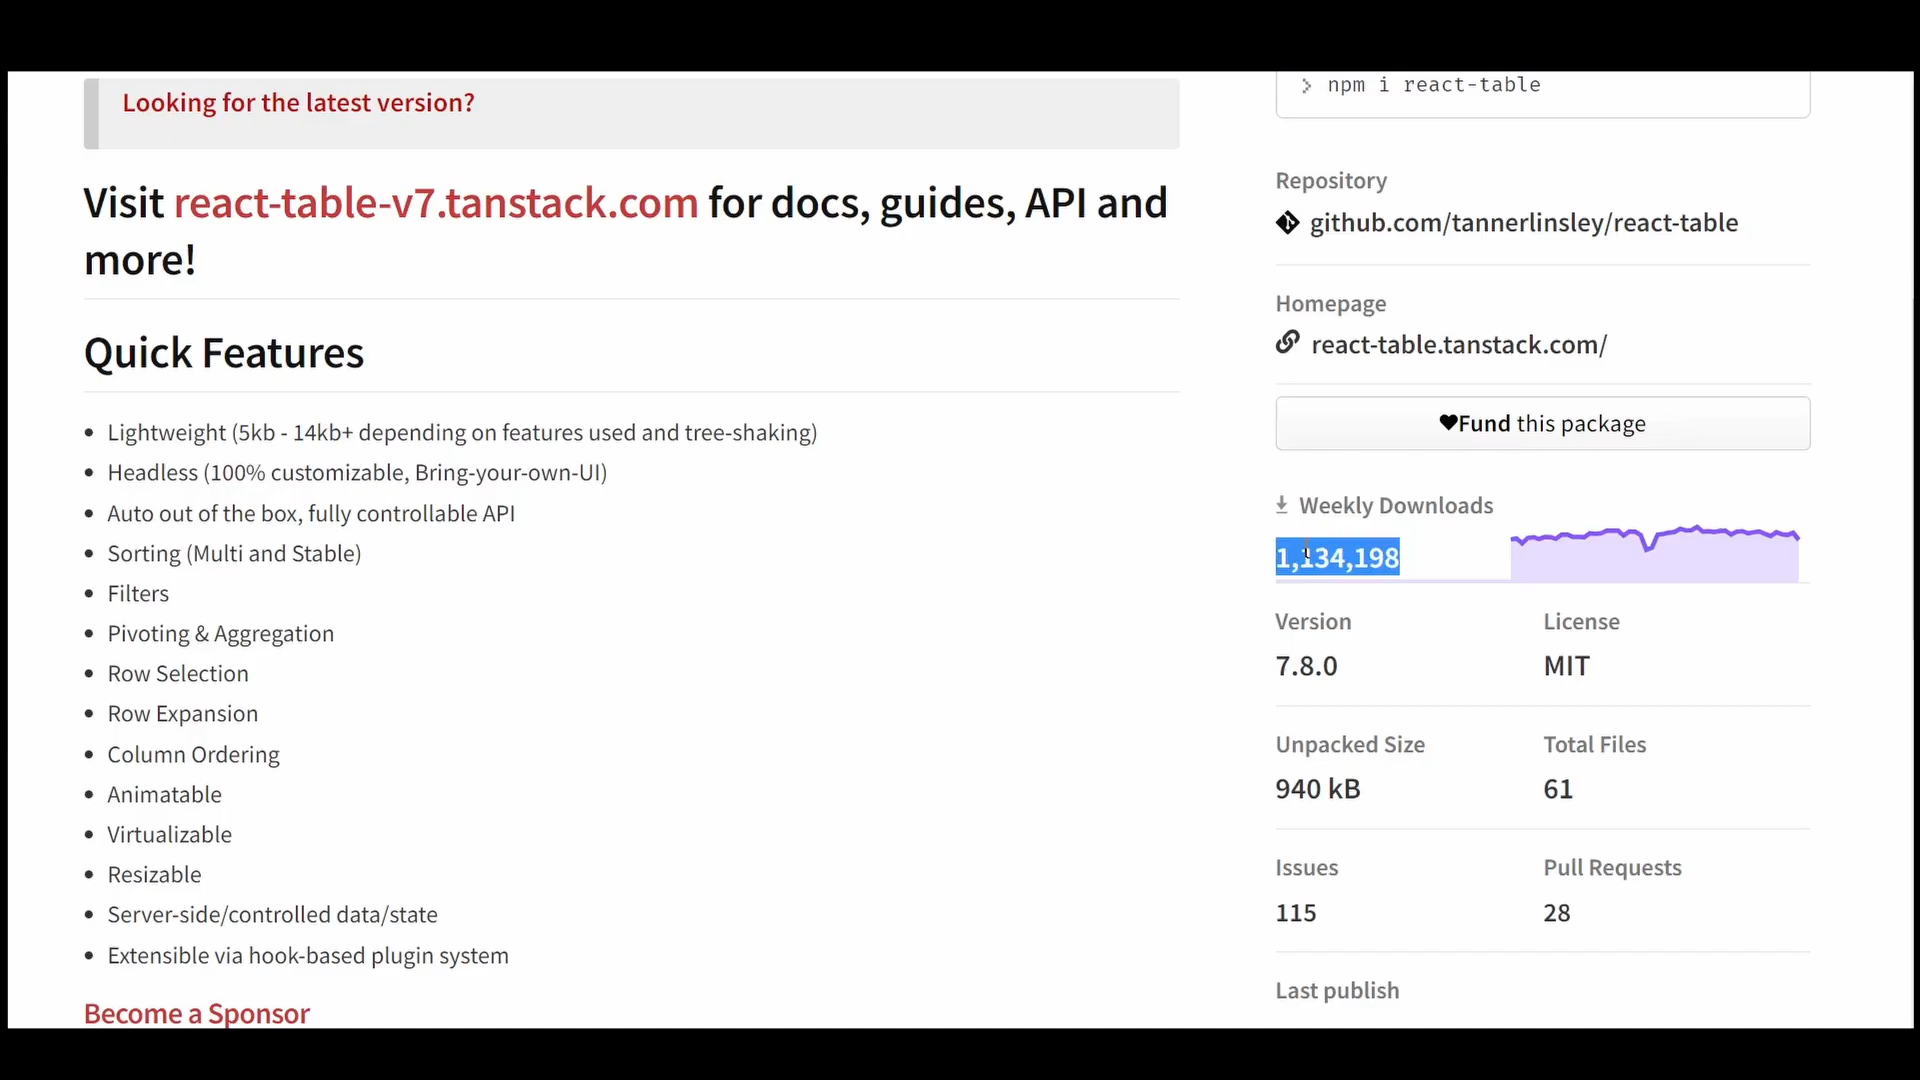 Looking for the latest version?
Visit react-table-v7.tanstack.com for docs, guides, API and
more!
Quick Features
Lightweight (5kb - 14kb+ depending on features used and tree-shaking)
Headless (100% customizable, Bring-your-own-UI)
Auto out of the box, fully controllable API
Sorting (Multi and Stable)
Filters
Pivoting & Aggregation
Row Selection
Row Expansion
Column Ordering
Animatable
Virtualizable
Resizable
Server-side/controlled data/state
Extensible via hook-based plugin system
Become a Sponsor
> npm i react-table
Repository
github.com/tannerlinsley/react-table
Homepage
react-table.tanstack.com/
Fund this package
Weekly Downloads
1,134,198
Version License
7.8.0 MIT
Unpacked Size Total Files
940 kB 61
Issues Pull Requests
115 28
Last publish